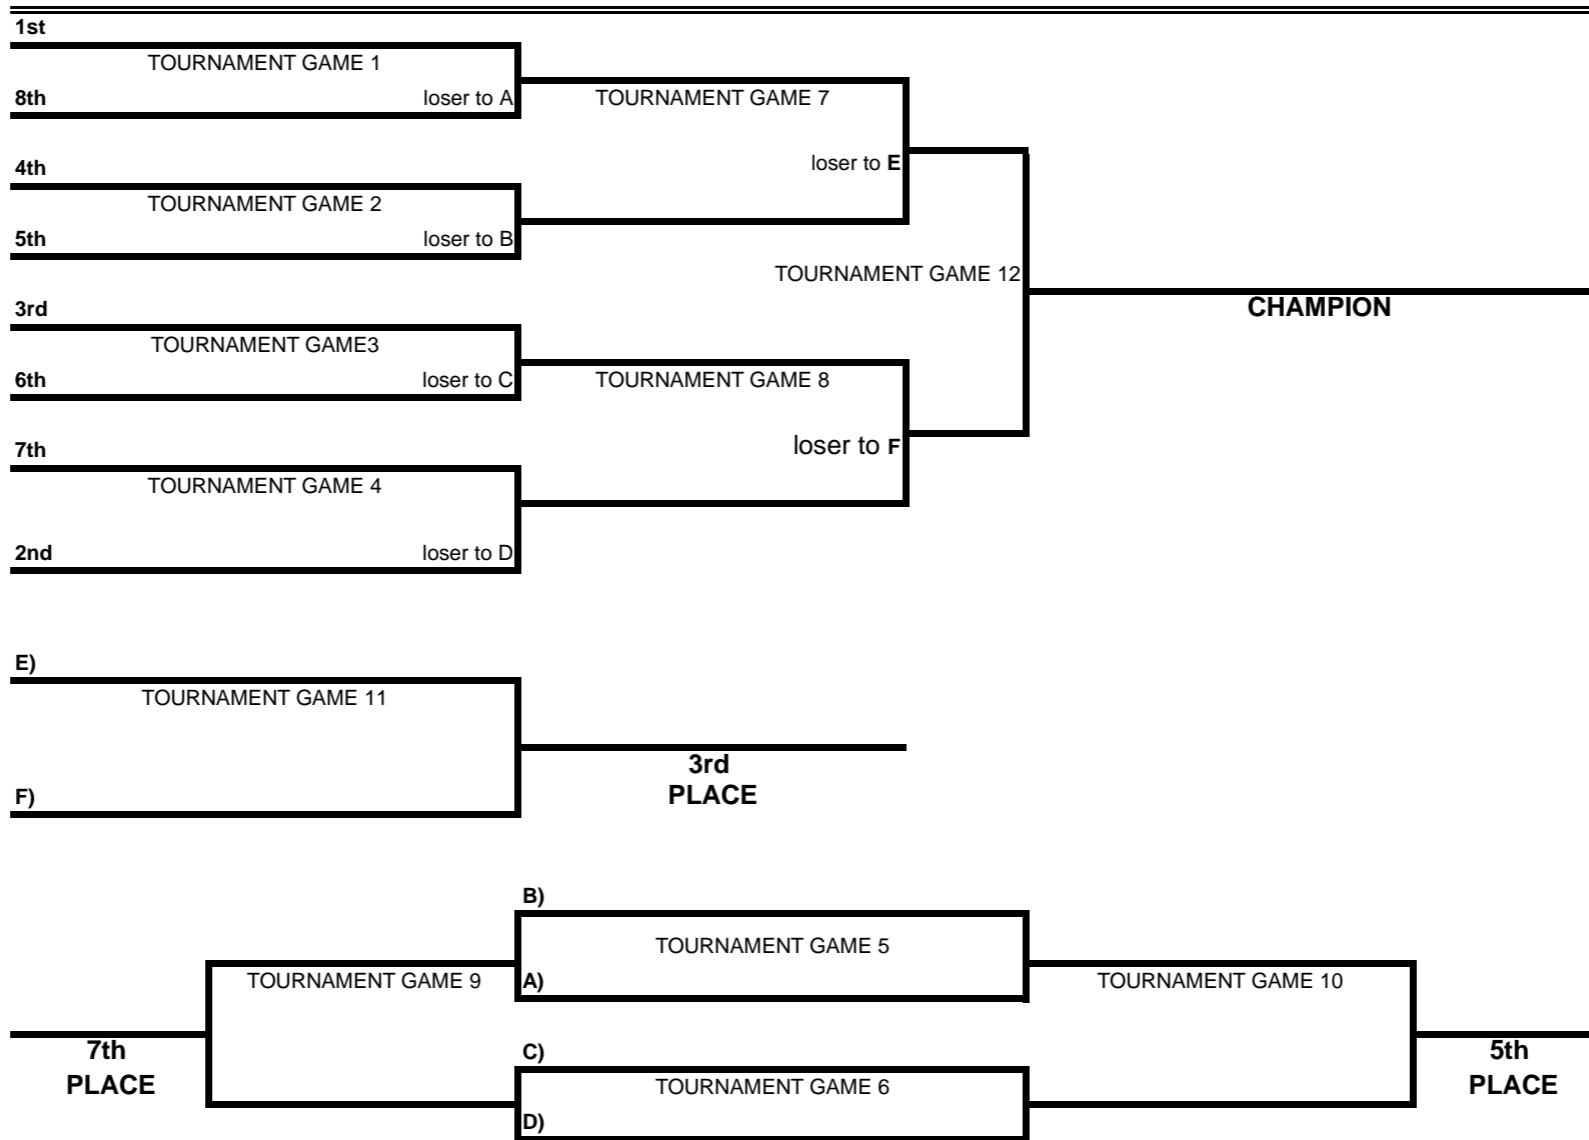 1st
TOURNAMENT GAME 1
8th loser to A
TOURNAMENT GAME 7
4th
loser to E
TOURNAMENT GAME 2
5th loser to B
TOURNAMENT GAME 12
3rd
CHAMPION
TOURNAMENT GAME3
6th loser to C
TOURNAMENT GAME 8
7th
loser to F
TOURNAMENT GAME 4
2nd loser to D
E)
TOURNAMENT GAME 11
3rd
PLACE
F)
B)
TOURNAMENT GAME 5
TOURNAMENT GAME 9
A)
TOURNAMENT GAME 10
7th
PLACE
C)
5th
PLACE
TOURNAMENT GAME 6
D)